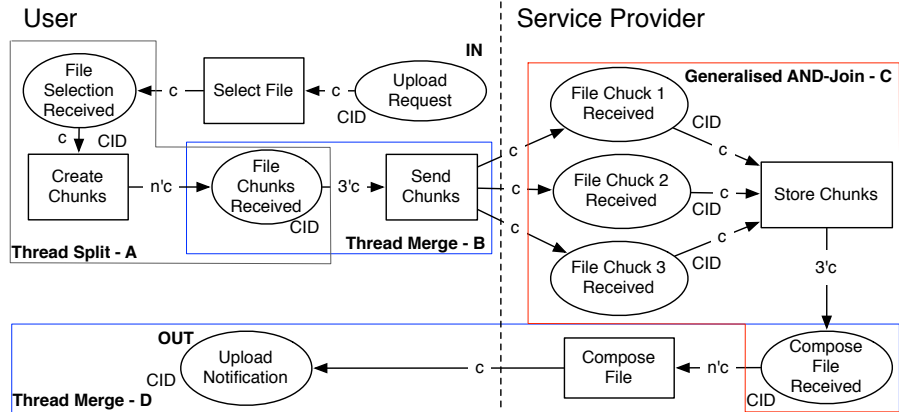 User
Service Provider
IN
File
Selection
Received
c
Select File
c
Upload
Request
CID
c
CID
Create
Chunks
n'c
File
Chunks
Received
CID
3'c
Send
Chunks
Thread Split - A
Thread Merge - B
Generalised AND-Join - C
c
c
c
File Chuck 1
Received
CID
c
File Chuck 2
Received
CID
c
File Chuck 3
Received
CID
c
Store Chunks
3'c
OUT
Upload
Notification
CID
c
Compose
File
n'c
Compose
File
Received
CID
Thread Merge - D